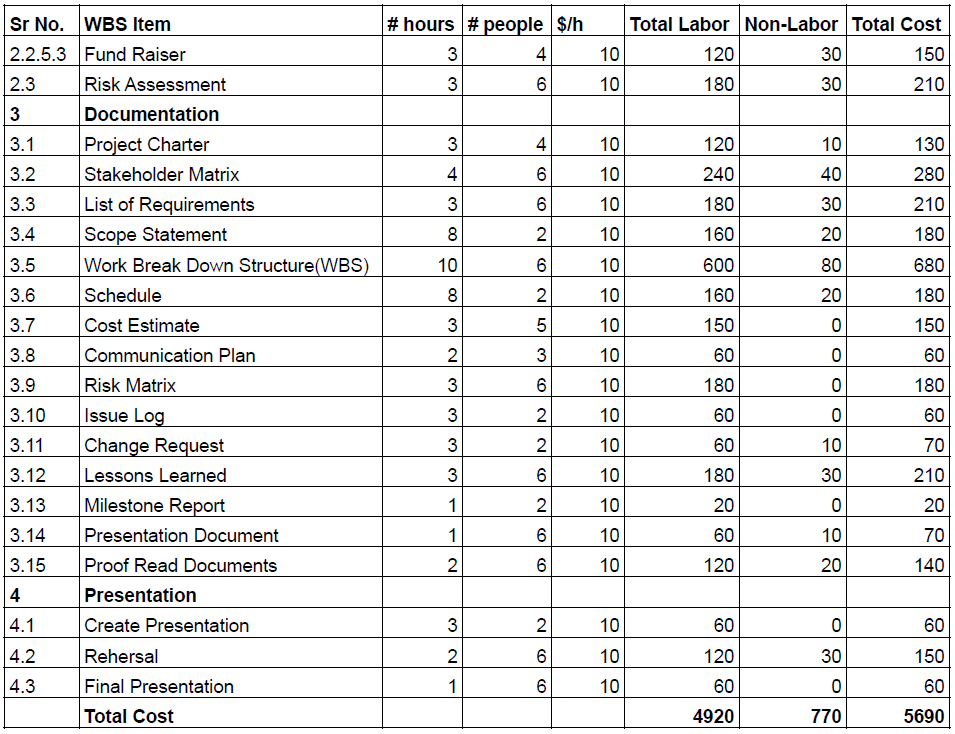 Sr No. WBS Item # hours # people $/h Total Labor Non-Labor Total Cost
2.2.5.3 Fund Raiser 3 4 10 120 30 150
2.3 Risk Assessment 3 6 10 180 30 210
3 Documentation
3.1 Project Charter 3 4 10 120 10 130
3.2 Stakeholder Matrix 4 6 10 240 40 280
3.3 List of Requirements 3 6 10 180 30 210
3.4 Scope Statement 8 2 10 160 20 180
3.5 Work Break Down Structure(WBS) 10 6 10 600 80 680
3.6 Schedule 8 2 10 160 20 180
3.7 Cost Estimate 3 5 10 150 0 150
3.8 Communication Plan 2 3 10 60 0 60
3.9 Risk Matrix 3 6 10 180 0 180
3.10 Issue Log 3 2 10 60 0 60
3.11 Change Request 3 2 10 60 10 70
3.12 Lessons Learned 3 6 10 180 30 210
3.13 Milestone Report 1 2 10 20 0 20
3.14 Presentation Document 1 6 10 60 10 70
3.15 Proof Read Documents 2 6 10 120 20 140
4 Presentation
4.1 Create Presentation 3 2 10 60 0 60
4.2 Rehersal 2 6 10 120 30 150
4.3 Final Presentation 1 6 10 60 0 60
Total Cost 4920 770 5690